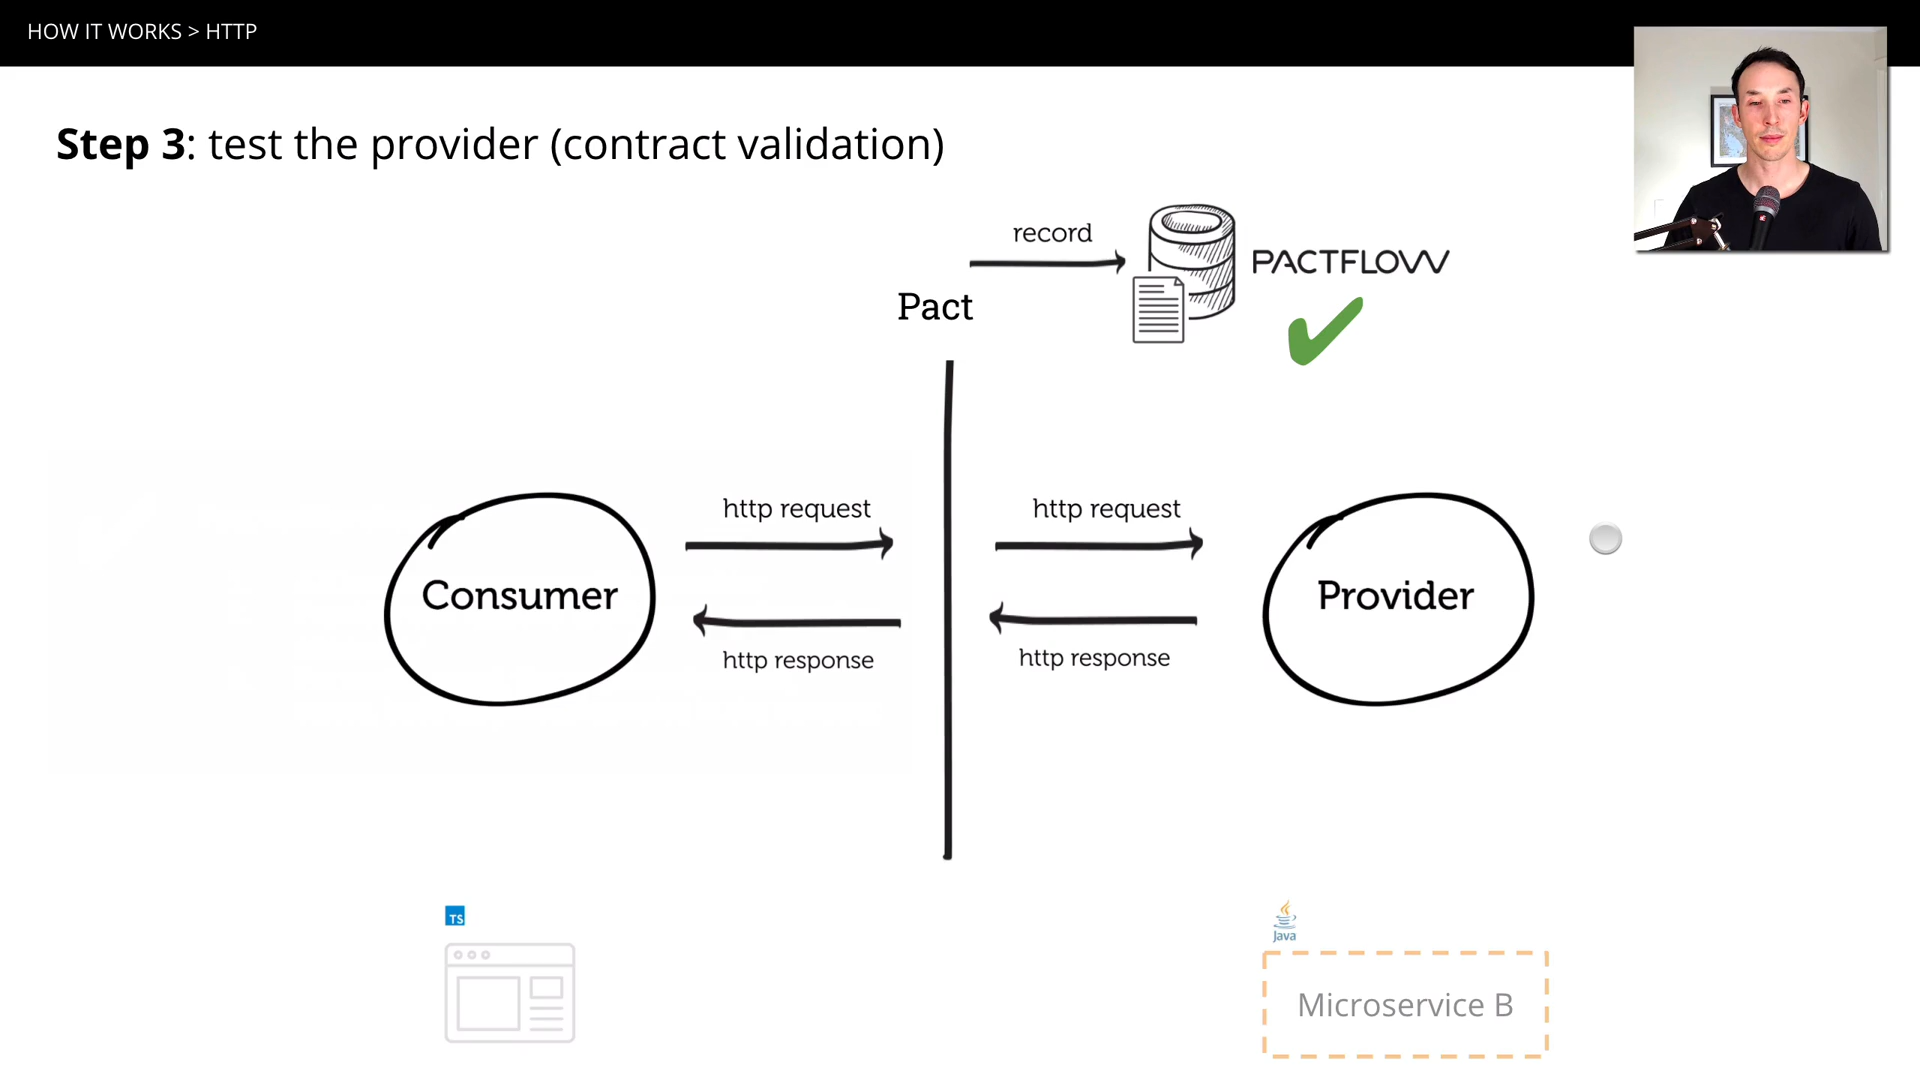 HOW IT WORKS > HTTP
Step 3: test the provider (contract validation)
record
PACTFLOW
Pact
http request
http request
Consumer
Provider
http response
http response
TS
Java
Microservice B